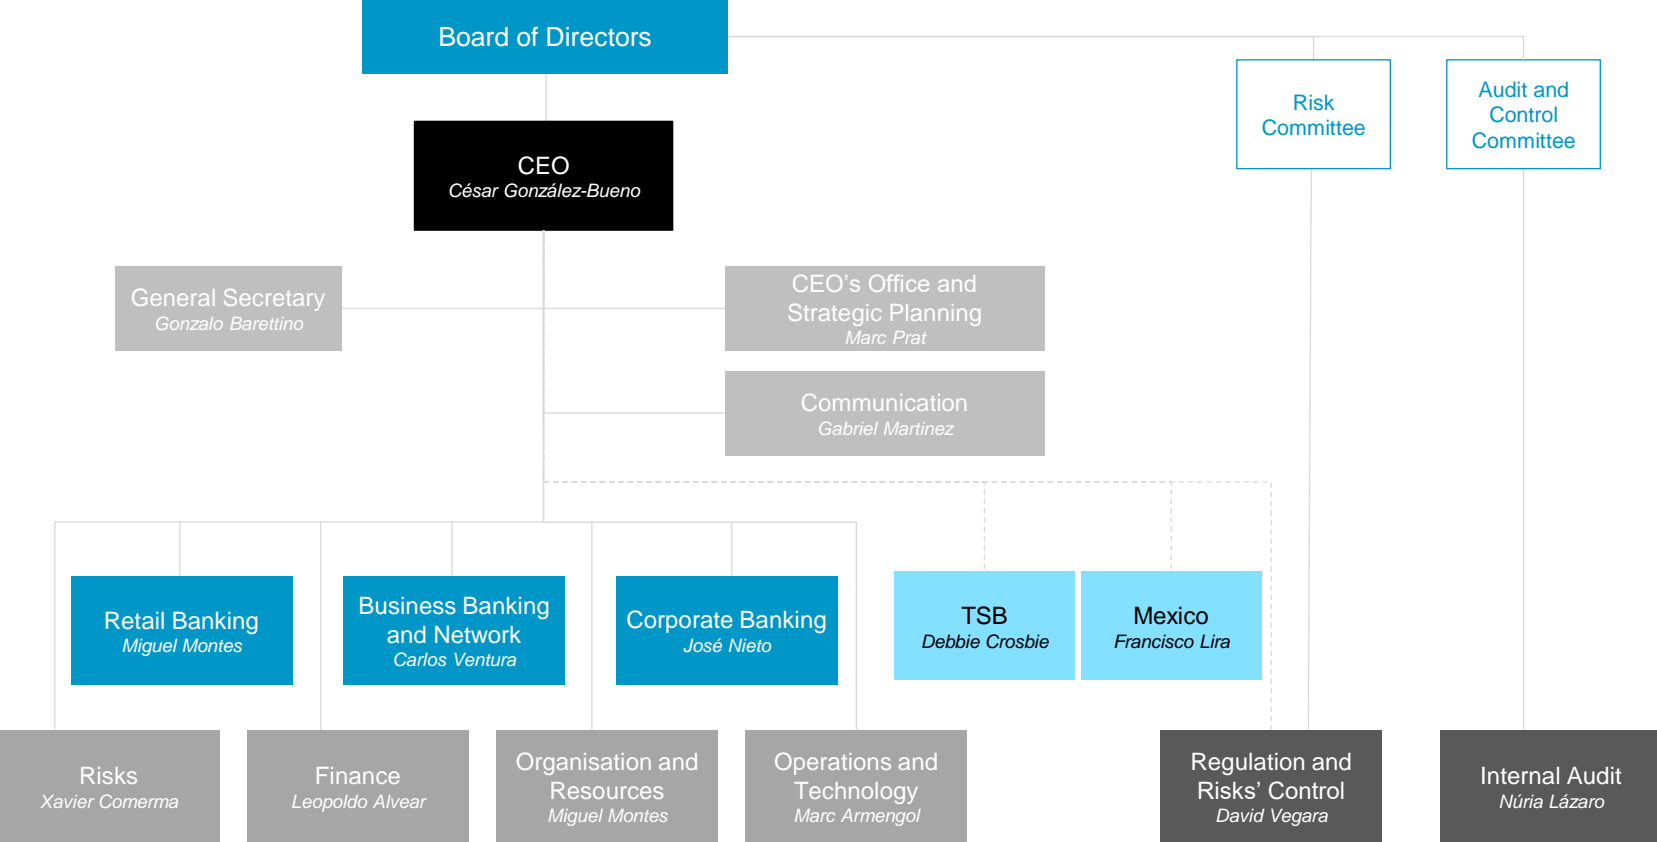 Board of Directors
Risk
Committee
Audit and
Control
Committee
CEO
César González-Bueno
General Secretary
Gonzalo Barettino
CEO’s Office and
Strategic Planning
Marc Prat
Communication
Gabriel Martinez
Retail Banking
Miguel Montes
Business Banking
and Network
Carlos Ventura
Corporate Banking
José Nieto
TSB
Debbie Crosbie
Mexico
Francisco Lira
Risks
Xavier Comerma
Finance
Leopoldo Alvear
Organisation and
Resources
Miguel Montes
Operations and
Technology
Marc Armengol
Regulation and
Risks’ Control
David Vegara
Internal Audit
Núria Lázaro